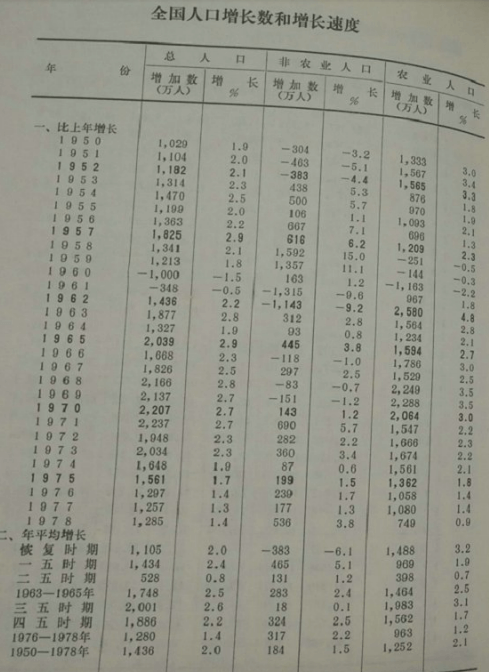 全国人口增长数和增长速度
年 份 总人口 非农业人口 农业人口
增加数(万人) 增长% 增加数(万人) 增长% 增加数(万人) 增长%
一、比上年增长
1950 1,029 1.9 －304 －3.2 1,333 3.0
1951 1,104 2.0 －463 －5.1 1,567 3.4
1952 1,182 2.1 －383 －4.4 1,565 3.3
1953 1,314 2.3 438 5.3 876 1.8
1954 1,470 2.5 500 5.7 970 1.9
1955 1,199 2.0 106 1.1 1,093 2.1
1956 1,363 2.2 667 7.1 696 1.3
1957 1,825 2.9 616 6.2 1,209 2.3
1958 1,341 2.1 1,592 15.0 －251 －0.5
1959 1,213 1.8 1,357 11.1 －144 －0.3
1960 －1,000 －1.5 163 1.2 －1,163 －2.2
1961 －348 －0.5 －1,315 －9.6 967 1.8
1962 1,436 2.2 －1,143 －9.2 2,580 4.8
1963 1,877 2.8 312 2.8 1,564 2.8
1964 1,327 1.9 93 0.8 1,234 2.1
1965 2,039 2.9 445 3.8 1,594 2.7
1966 1,668 2.3 －118 －1.0 1,786 3.0
1967 1,826 2.5 297 2.5 1,529 2.5
1968 2,166 2.8 －83 －0.7 2,249 3.5
1969 2,137 2.7 －151 －1.2 2,288 3.5
1970 2,207 2.7 143 1.2 2,064 3.0
1971 2,237 2.7 690 5.7 1,547 2.2
1972 1,948 2.3 282 2.2 1,666 2.3
1973 2,034 2.3 360 3.4 1,674 2.2
1974 1,648 1.9 87 0.6 1,561 2.1
1975 1,561 1.7 199 1.5 1,362 1.8
1976 1,297 1.4 239 1.7 1,058 1.4
1977 1,257 1.3 177 1.3 1,080 1.4
1978 1,285 1.4 536 3.8 749 0.9
二、年平均增长
恢复时期 1,105 2.0 －383 －6.1 1,488 3.2
一五时期 1,434 2.4 465 5.1 969 1.9
二五时期 528 0.8 131 1.2 398 0.7
1963—1965年 1,748 2.5 283 2.4 1,464 2.5
三五时期 2,001 2.6 18 0.1 1,983 3.1
四五时期 1,886 2.2 324 2.5 1,562 1.7
1976—1978年 1,280 1.4 317 2.2 963 1.2
1950—1978年 1,436 2.0 184 1.5 1,252 2.1